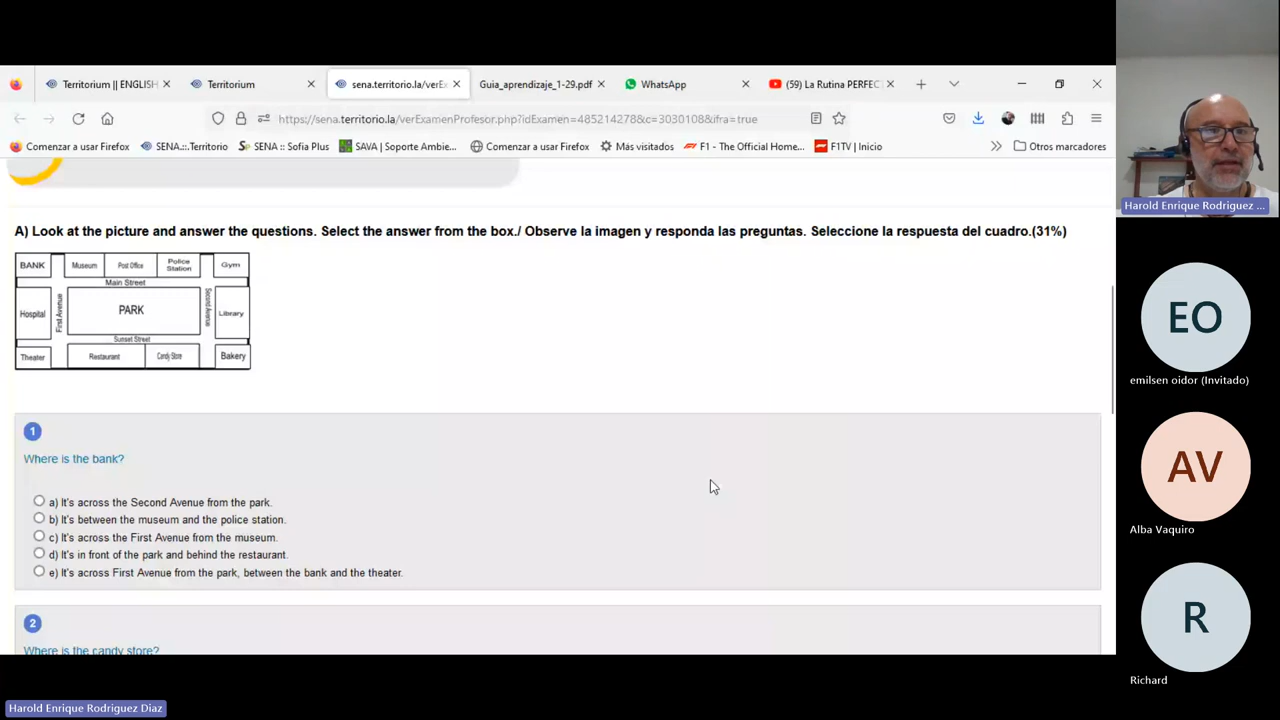 Territorium || ENGLISH
Territorium
sena.territorio.la/verEx
Guia_aprendizaje_1-29.pdf
WhatsApp
(59) La Rutina PERFEC
https://sena.territorio.la/verExamenProfesor.php?idExamen=485214278&c=3030108&ifra=true
Comenzar a usar Firefox
SENA.::.Territorio
SENA :: Sofia Plus
SAVA | Soporte Ambie...
Comenzar a usar Firefox
Más visitados
F1 - The Official Home...
F1TV | Inicio
Otros marcadores
A) Look at the picture and answer the questions. Select the answer from the box./ Observe la imagen y responda las preguntas. Seleccione la respuesta del cuadro.(31%)
BANK
Museum
Post Office
Police
Station
Gym
Main Street
Hospital
First Avenue
PARK
Second Avenue
Library
Sunset Street
Theater
Restaurant
Candy Store
Bakery
1
Where is the bank?
a) It's across the Second Avenue from the park.
b) It's between the museum and the police station.
c) It's across the First Avenue from the museum.
d) It's in front of the park and behind the restaurant.
e) It's across First Avenue from the park, between the bank and the theater.
2
Where is the candy store?
Harold Enrique Rodriguez ...
EO
emilsen oidor (Invitado)
AV
Alba Vaquiro
R
Richard
Harold Enrique Rodriguez Diaz